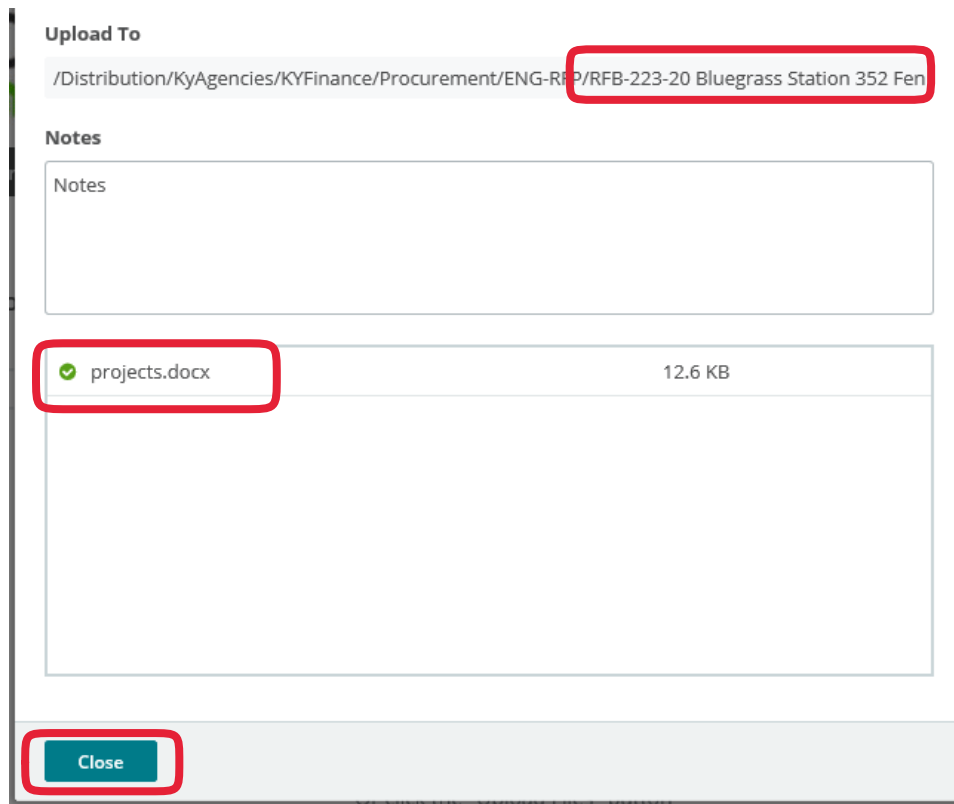 Upload To
/Distribution/KyAgencies/KYFinance/Procurement/ENG-RFP/RFB-223-20 Bluegrass Station 352 Fen
Notes
Notes
projects.docx 12.6 KB
Close